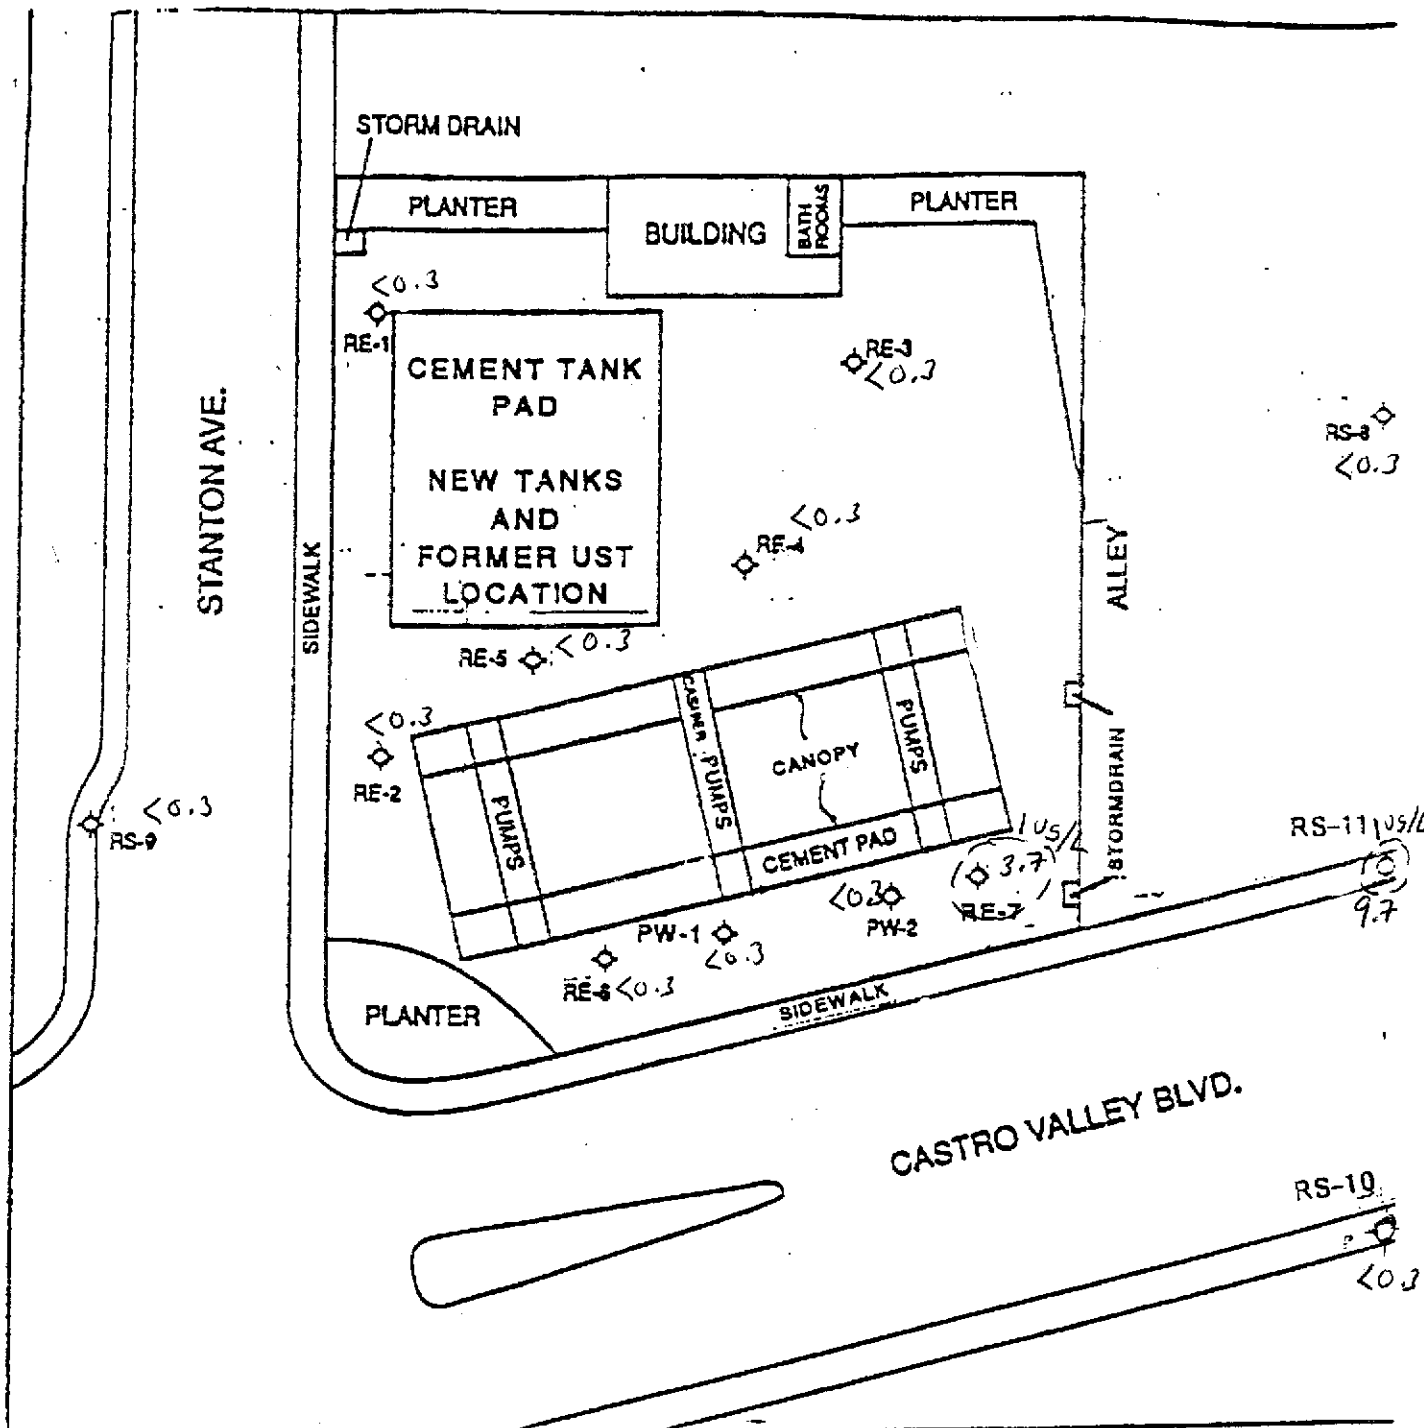 STORM DRAIN
PLANTER
BUILDING
BATH
ROOMS
PLANTER
<0.3
RE-1
CEMENT TANK
PAD
NEW TANKS
AND
FORMER UST
LOCATION
RE-3
<0.3
RS-8
<0.3
STANTON AVE.
SIDEWALK
<0.3
RE-4
ALLEY
RE-5
<0.3
<0.3
RE-2
<0.3
RS-9
PUMPS
CASHIER
PUMPS
CANOPY
PUMPS
CEMENT PAD
STORMDRAIN
1 ug/L
3.7
RE-7
<0.3
PW-2
PW-1
<0.3
RE-6 <0.3
RS-11
ug/L
9.7
SIDEWALK
PLANTER
CASTRO VALLEY BLVD.
RS-10
<0.3